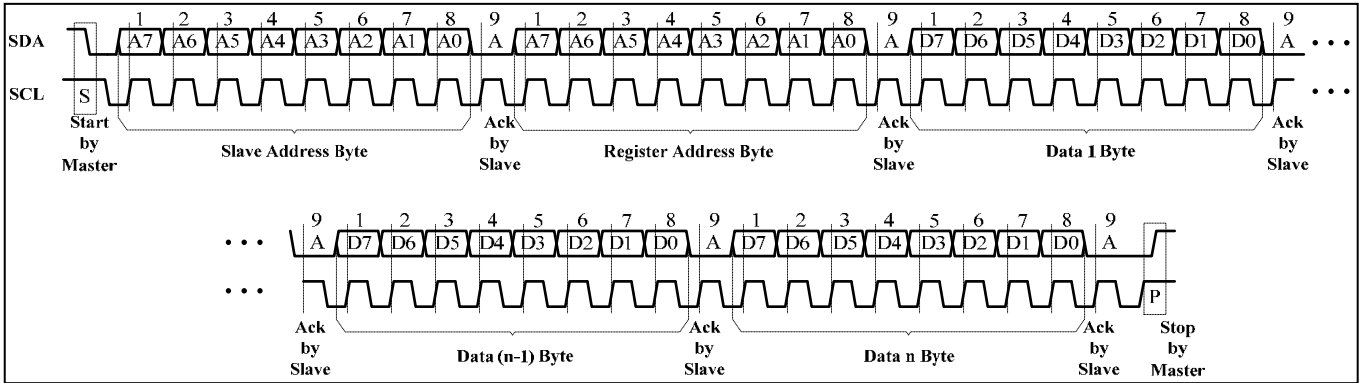 1 2 3 4 5 6 7 8 9 1 2 3 4 5 6 7 8 9 1 2 3 4 5 6 7 8 9
SDA A7 A6 A5 A4 A3 A2 A1 A0 A A7 A6 A5 A4 A3 A2 A1 A0 A D7 D6 D5 D4 D3 D2 D1 D0 A • • •
SCL S • • •
Start by Master
Slave Address Byte
Ack by Slave
Register Address Byte
Ack by Slave
Data 1 Byte
Ack by Slave
9 1 2 3 4 5 6 7 8 9 1 2 3 4 5 6 7 8 9
• • • A D7 D6 D5 D4 D3 D2 D1 D0 A D7 D6 D5 D4 D3 D2 D1 D0 A
• • • P
Ack by Slave
Data (n-1) Byte
Ack by Slave
Data n Byte
Ack by Slave
Stop by Master